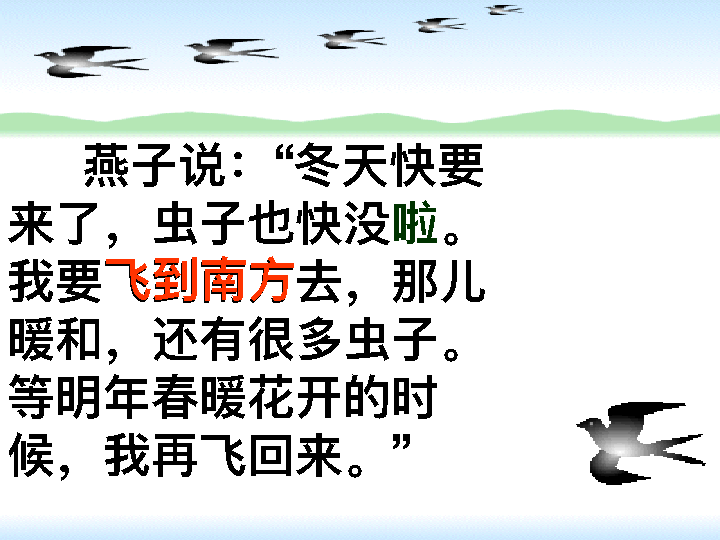 燕子说：“冬天快要
来了，虫子也快没啦。
我要飞到南方去，那儿
暖和，还有很多虫子。
等明年春暖花开的时
候，我再飞回来。”